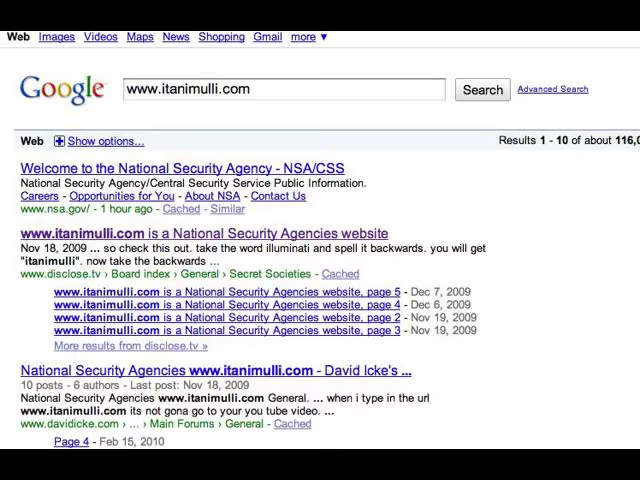 Web Images Videos Maps News Shopping Gmail more ▼
Google www.itanimulli.com Search Advanced Search
Web + Show options... Results 1 - 10 of about 116,0
Welcome to the National Security Agency - NSA/CSS
National Security Agency/Central Security Service Public Information.
Careers - Opportunities for You - About NSA - Contact Us
www.nsa.gov/ - 1 hour ago - Cached - Similar
www.itanimulli.com is a National Security Agencies website
Nov 18, 2009 ... so check this out. take the word illuminati and spell it backwards. you will get
"itanimulli". now take the backwards ...
www.disclose.tv › Board index › General › Secret Societies - Cached
www.itanimulli.com is a National Security Agencies website, page 5 - Dec 7, 2009
www.itanimulli.com is a National Security Agencies website, page 4 - Dec 6, 2009
www.itanimulli.com is a National Security Agencies website, page 2 - Nov 19, 2009
www.itanimulli.com is a National Security Agencies website, page 3 - Nov 19, 2009
More results from disclose.tv »
National Security Agencies www.itanimulli.com - David Icke's ...
10 posts - 6 authors - Last post: Nov 18, 2009
National Security Agencies www.itanimulli.com General. ... when i type in the url
www.itanimulli.com its not gona go to your you tube video. ...
www.davidicke.com › ... › Main Forums › General - Cached
Page 4 - Feb 15, 2010